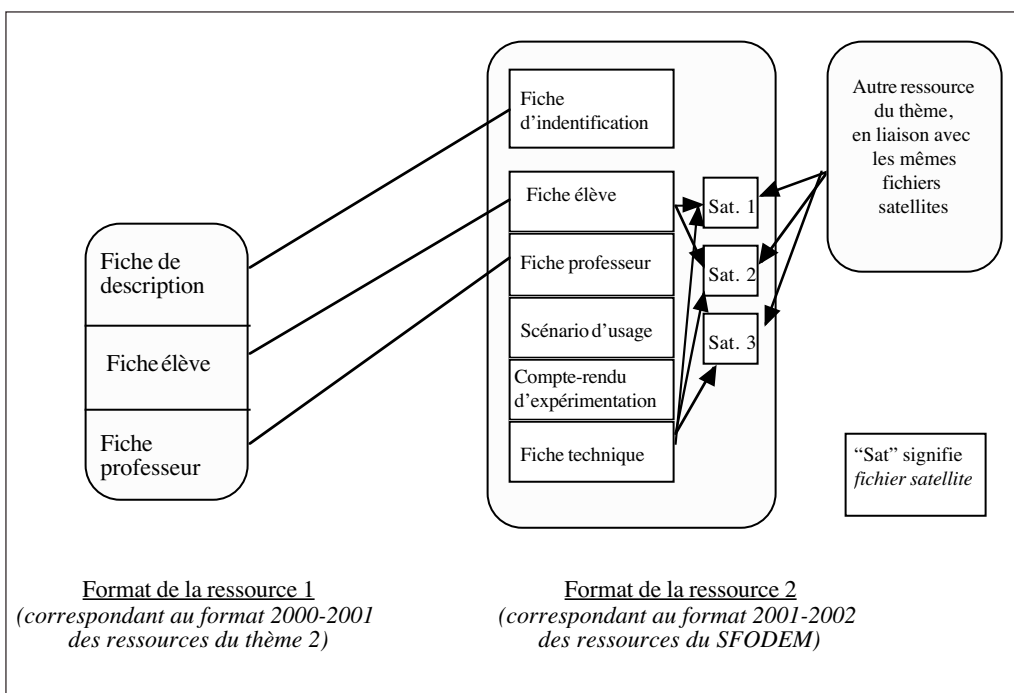 Fiche de
description
Fiche élève
Fiche
professeur
Fiche
d’indentification
Fiche élève
Fiche professeur
Scénario d’usage
Compte-rendu
d’expérimentation
Fiche technique
Sat. 1
Sat. 2
Sat. 3
Autre ressource
du thème,
en liaison avec
les mêmes
fichiers
satellites
“Sat” signifie
fichier satellite
Format de la ressource 1
(correspondant au format 2000-2001
des ressources du thème 2)
Format de la ressource 2
(correspondant au format 2001-2002
des ressources du SFODEM)